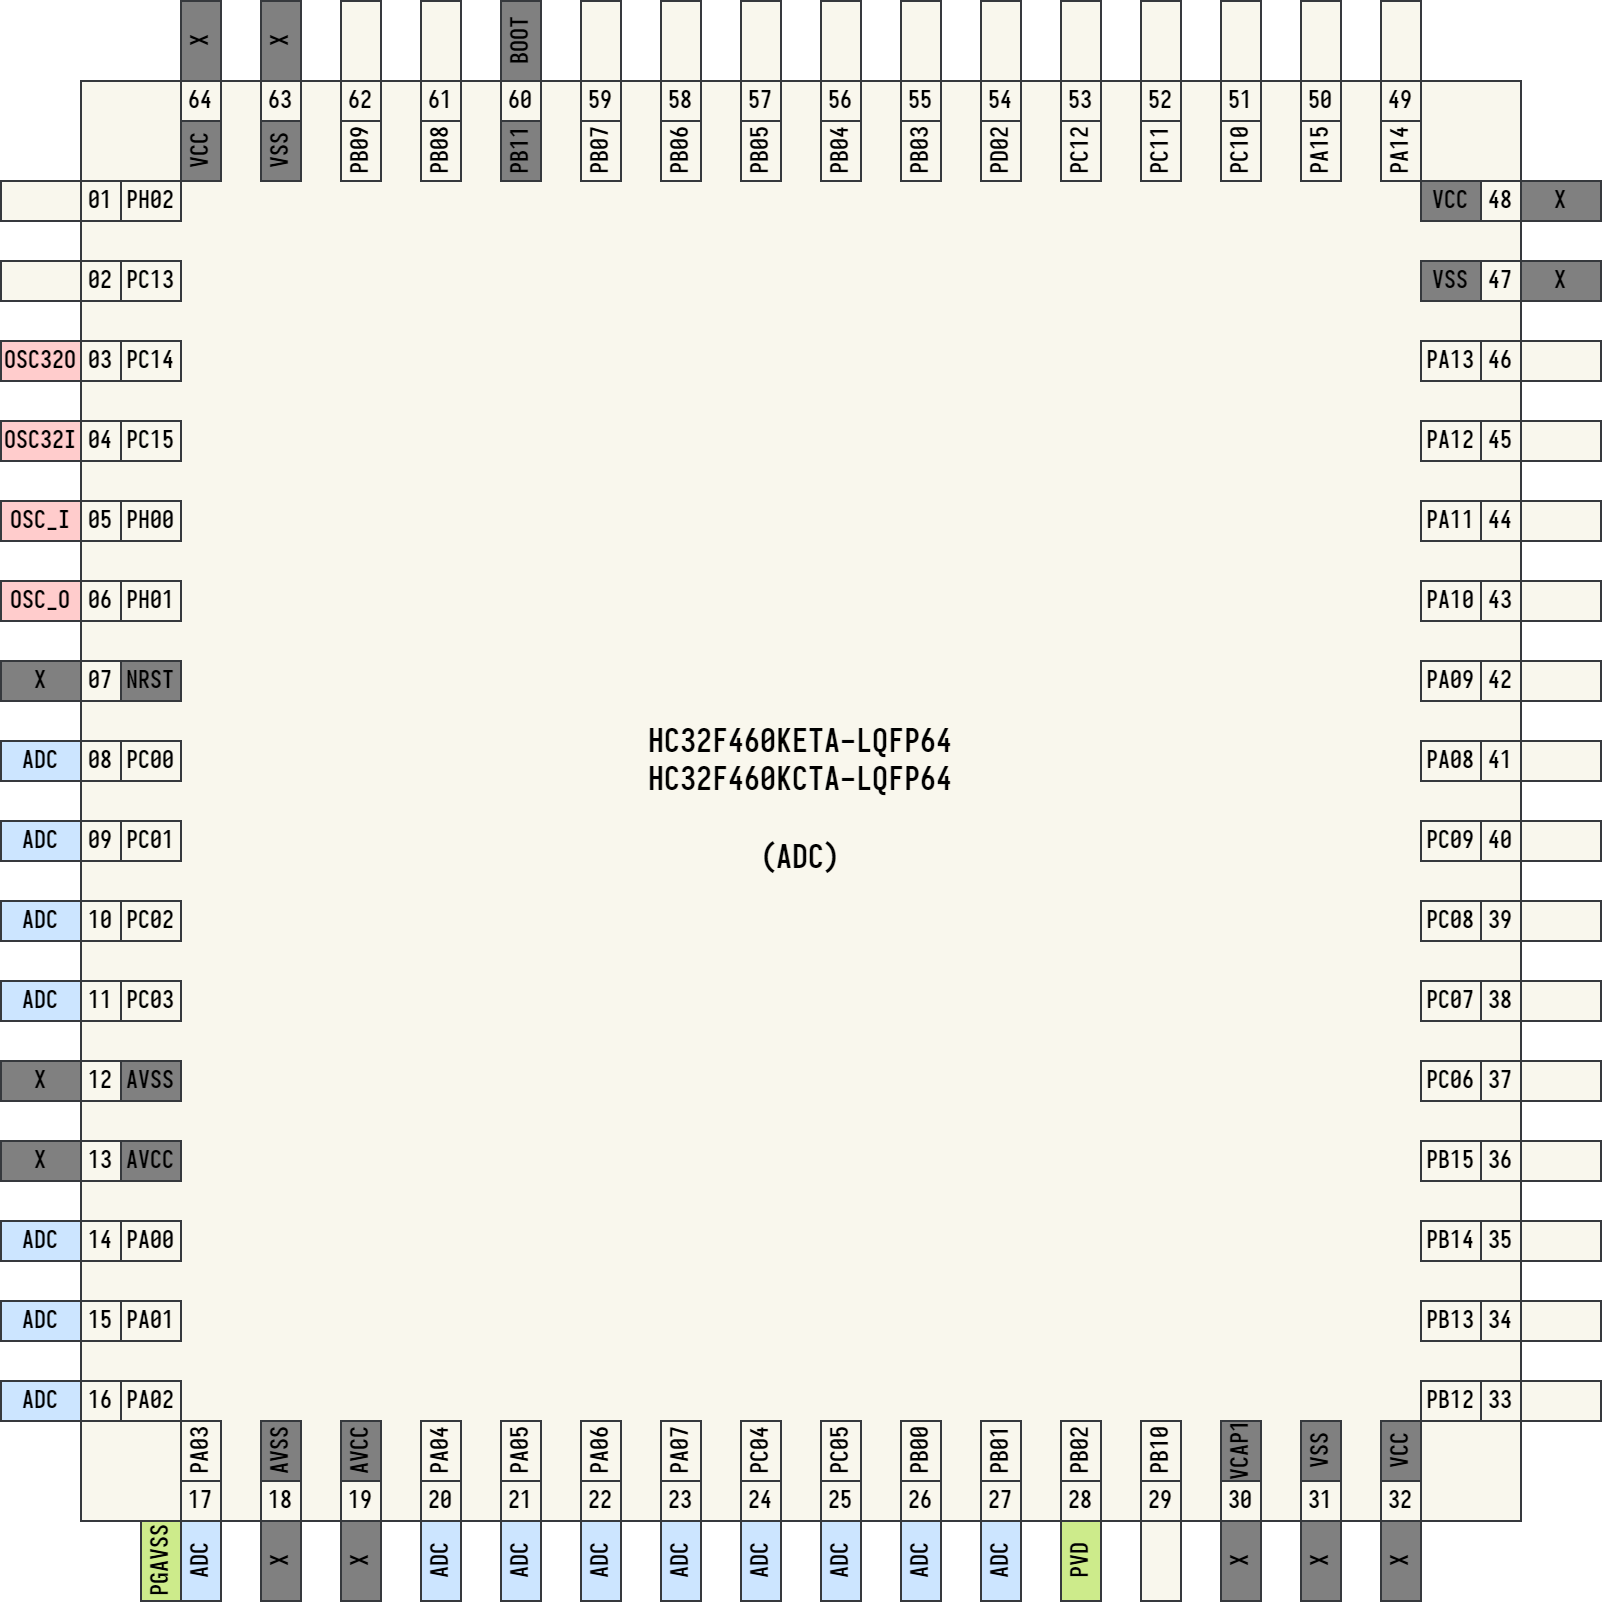 X X BOOT
64 63 62 61 60 59 58 57 56 55 54 53 52 51 50 49
VCC VSS PB09 PB08 PB11 PB07 PB06 PB05 PB04 PB03 PD02 PC12 PC11 PC10 PA15 PA14
01 PH02
VCC 48 X
02 PC13
VSS 47 X
OSC32O 03 PC14
PA13 46
OSC32I 04 PC15
PA12 45
OSC_I 05 PH00
PA11 44
OSC_O 06 PH01
PA10 43
X 07 NRST
PA09 42
HC32F460KETA-LQFP64
HC32F460KCTA-LQFP64
(ADC)
ADC 08 PC00
PA08 41
ADC 09 PC01
PC09 40
ADC 10 PC02
PC08 39
ADC 11 PC03
PC07 38
X 12 AVSS
PC06 37
X 13 AVCC
PB15 36
ADC 14 PA00
PB14 35
ADC 15 PA01
PB13 34
ADC 16 PA02
PB12 33
PA03 AVSS AVCC PA04 PA05 PA06 PA07 PC04 PC05 PB00 PB01 PB02 PB10 VCAP1 VSS VCC
17 18 19 20 21 22 23 24 25 26 27 28 29 30 31 32
PGAVSS ADC X X ADC ADC ADC ADC ADC ADC ADC ADC PVD X X X